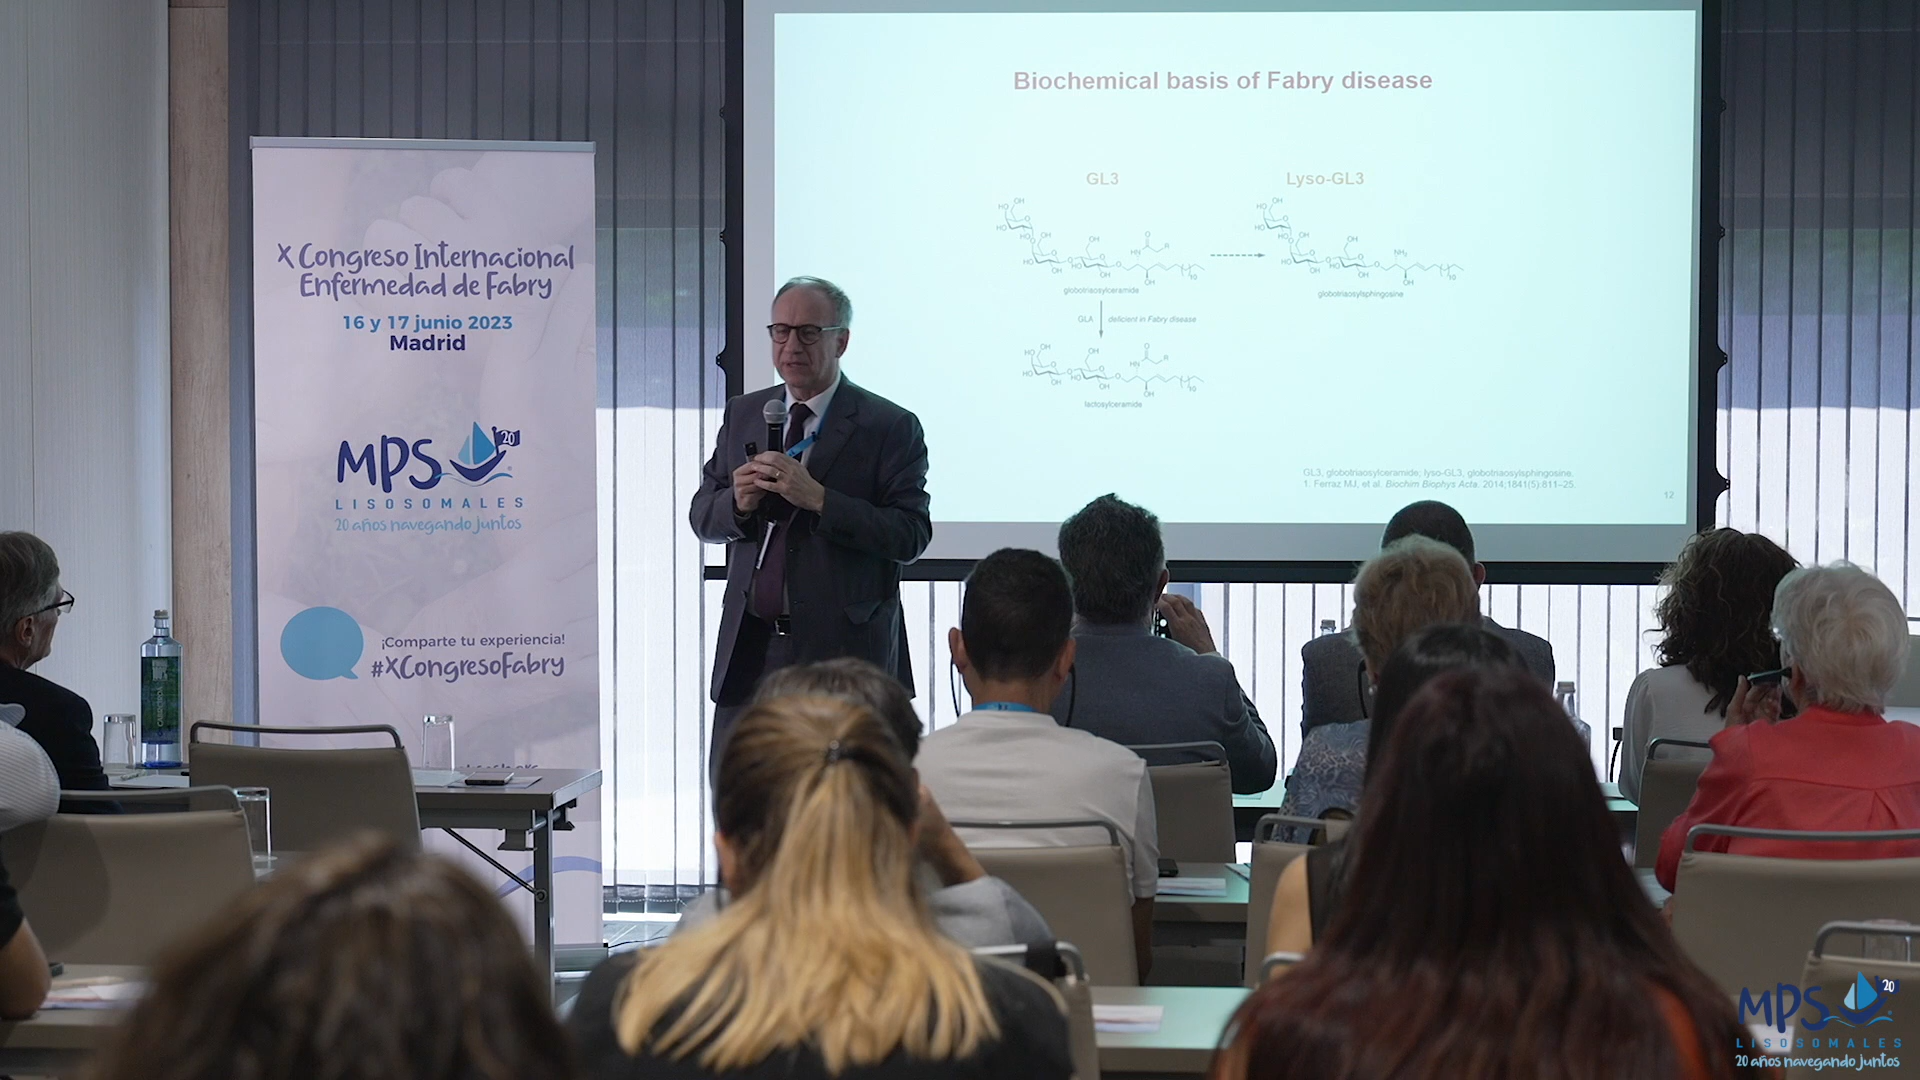 X Congreso Internacional
Enfermedad de Fabry
16 y 17 junio 2023
Madrid
MPS 20
LISOSOMALES
20 años navegando juntos
¡Comparte tu experiencia!
#XCongresoFabry
Biochemical basis of Fabry disease
GL3
Lyso-GL3
globotriaosylceramide
globotriaosylsphingosine
GLA
deficient in Fabry disease
lactosylceramide
GL3, globotriaosylceramide; lyso-GL3, globotriaosylsphingosine.
1. Ferraz MJ, et al. Biochim Biophys Acta. 2014;1841(5):811–25.
12
MPS 20
LISOSOMALES
20 años navegando juntos